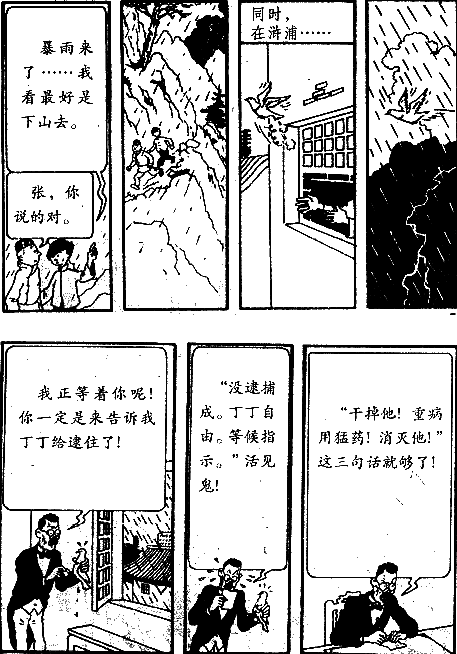 暴雨来
了……我
看最好是
下山去。
张，你
说的对。
同时，
在浒浦……
我正等着你呢！
你一定是来告诉我
丁丁给逮住了！
“没逮捕
成。丁丁自
由。等候指
示。”活见
鬼！
“干掉他！重病
用猛药！消灭他！”
这三句话就够了！